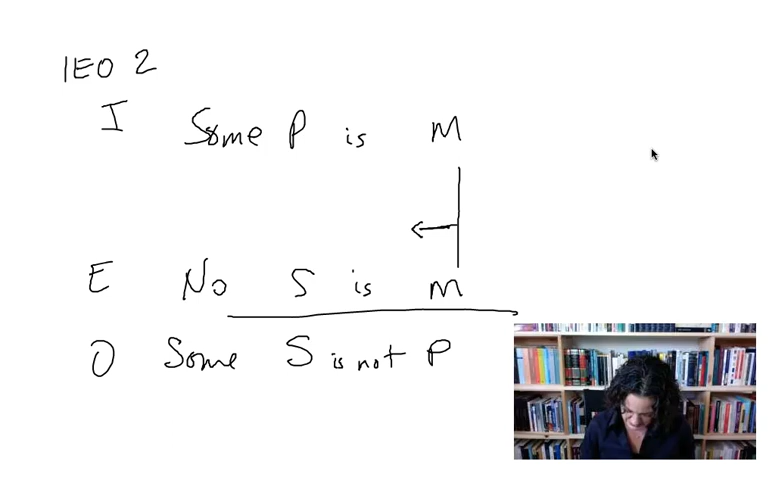 IEO 2
I Some P is M
E No S is M
O Some S is not P